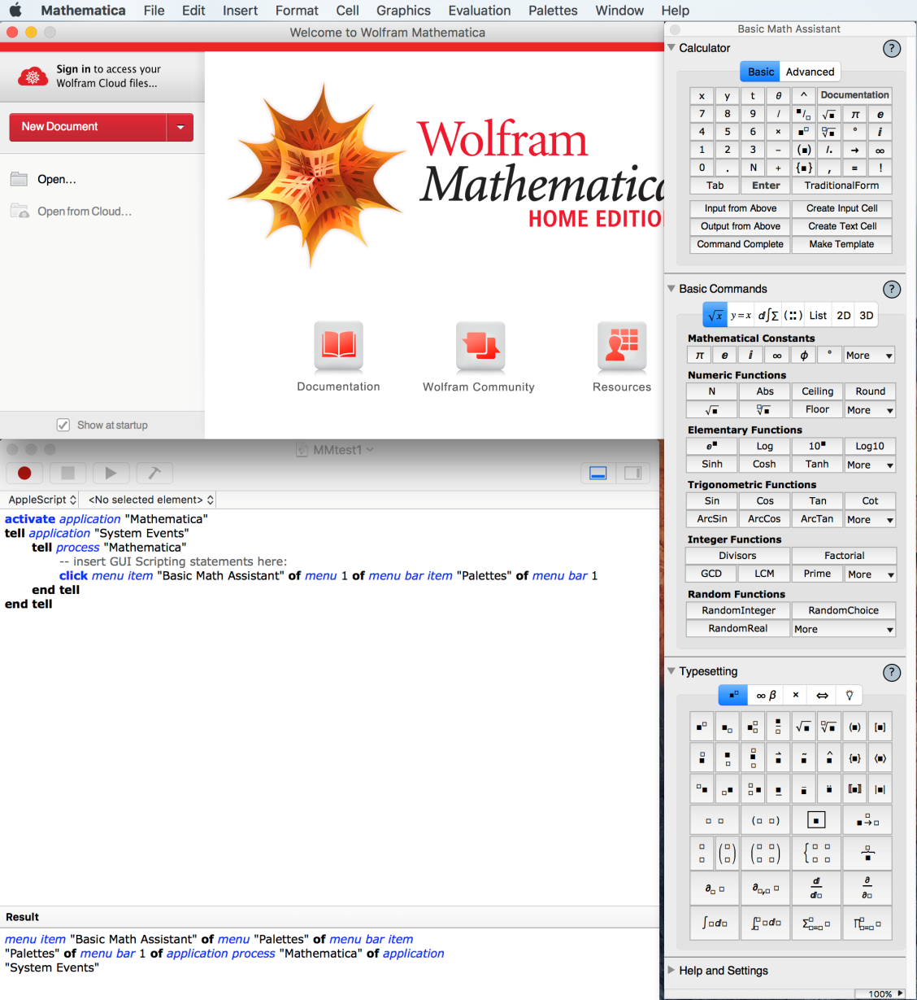 Mathematica File Edit Insert Format Cell Graphics Evaluation Palettes Window Help
Welcome to Wolfram Mathematica
Sign in to access your
Wolfram Cloud files...
New Document
Open...
Open from Cloud...
Show at startup
Wolfram
Mathematica
HOME EDITIO
Documentation Wolfram Community Resources
MMtest1
AppleScript <No selected element>
activate application "Mathematica"
tell application "System Events"
tell process "Mathematica"
-- insert GUI Scripting statements here:
click menu item "Basic Math Assistant" of menu 1 of menu bar item "Palettes" of menu bar 1
end tell
end tell
Result
menu item "Basic Math Assistant" of menu "Palettes" of menu bar item
"Palettes" of menu bar 1 of application process "Mathematica" of application
"System Events"
Basic Math Assistant
Calculator ?
Basic Advanced
x y t θ ^ Documentation
7 8 9 / ▪/□ √▪ π e
4 5 6 × ▪□ □√▪ ° i
1 2 3 − (▪) /. → ∞
0 . N + {▪} , = !
Tab Enter TraditionalForm
Input from Above Create Input Cell
Output from Above Create Text Cell
Command Complete Make Template
Basic Commands ?
√x y=x d∫Σ (::) List 2D 3D
Mathematical Constants
π e i ∞ ϕ ° More
Numeric Functions
N Abs Ceiling Round
√▪ □√▪ Floor More
Elementary Functions
e▪ Log 10▪ Log10
Sinh Cosh Tanh More
Trigonometric Functions
Sin Cos Tan Cot
ArcSin ArcCos ArcTan More
Integer Functions
Divisors Factorial
GCD LCM Prime More
Random Functions
RandomInteger RandomChoice
RandomReal More
Typesetting ?
▪□ ∞ β × ⇔
∂□ □ ∂□,□ □ d/d□ ∂/∂□
∫□d□ ∫□d□ Σ□=□ □ Π□=□ □
Help and Settings
100%